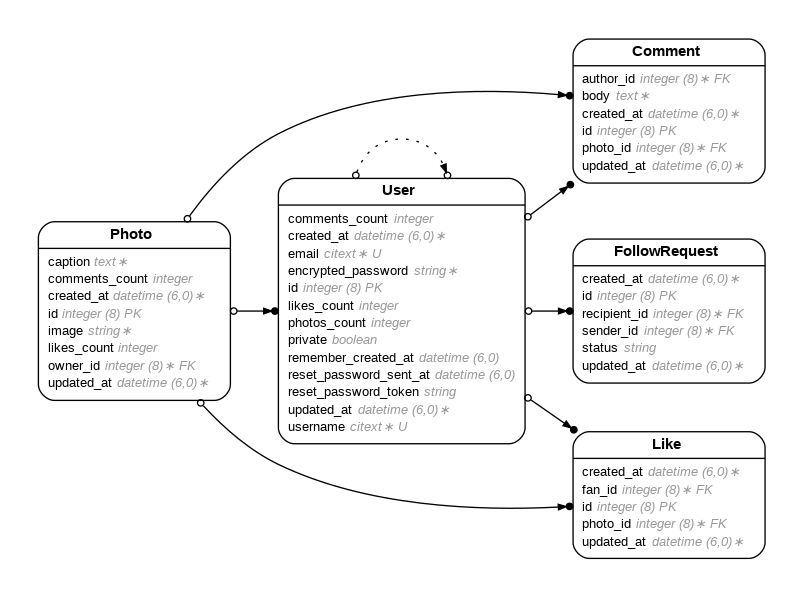 Photo
caption text∗
comments_count integer
created_at datetime (6,0)∗
id integer (8) PK
image string∗
likes_count integer
owner_id integer (8)∗ FK
updated_at datetime (6,0)∗
User
comments_count integer
created_at datetime (6,0)∗
email citext∗ U
encrypted_password string∗
id integer (8) PK
likes_count integer
photos_count integer
private boolean
remember_created_at datetime (6,0)
reset_password_sent_at datetime (6,0)
reset_password_token string
updated_at datetime (6,0)∗
username citext∗ U
Comment
author_id integer (8)∗ FK
body text∗
created_at datetime (6,0)∗
id integer (8) PK
photo_id integer (8)∗ FK
updated_at datetime (6,0)∗
FollowRequest
created_at datetime (6,0)∗
id integer (8) PK
recipient_id integer (8)∗ FK
sender_id integer (8)∗ FK
status string
updated_at datetime (6,0)∗
Like
created_at datetime (6,0)∗
fan_id integer (8)∗ FK
id integer (8) PK
photo_id integer (8)∗ FK
updated_at datetime (6,0)∗